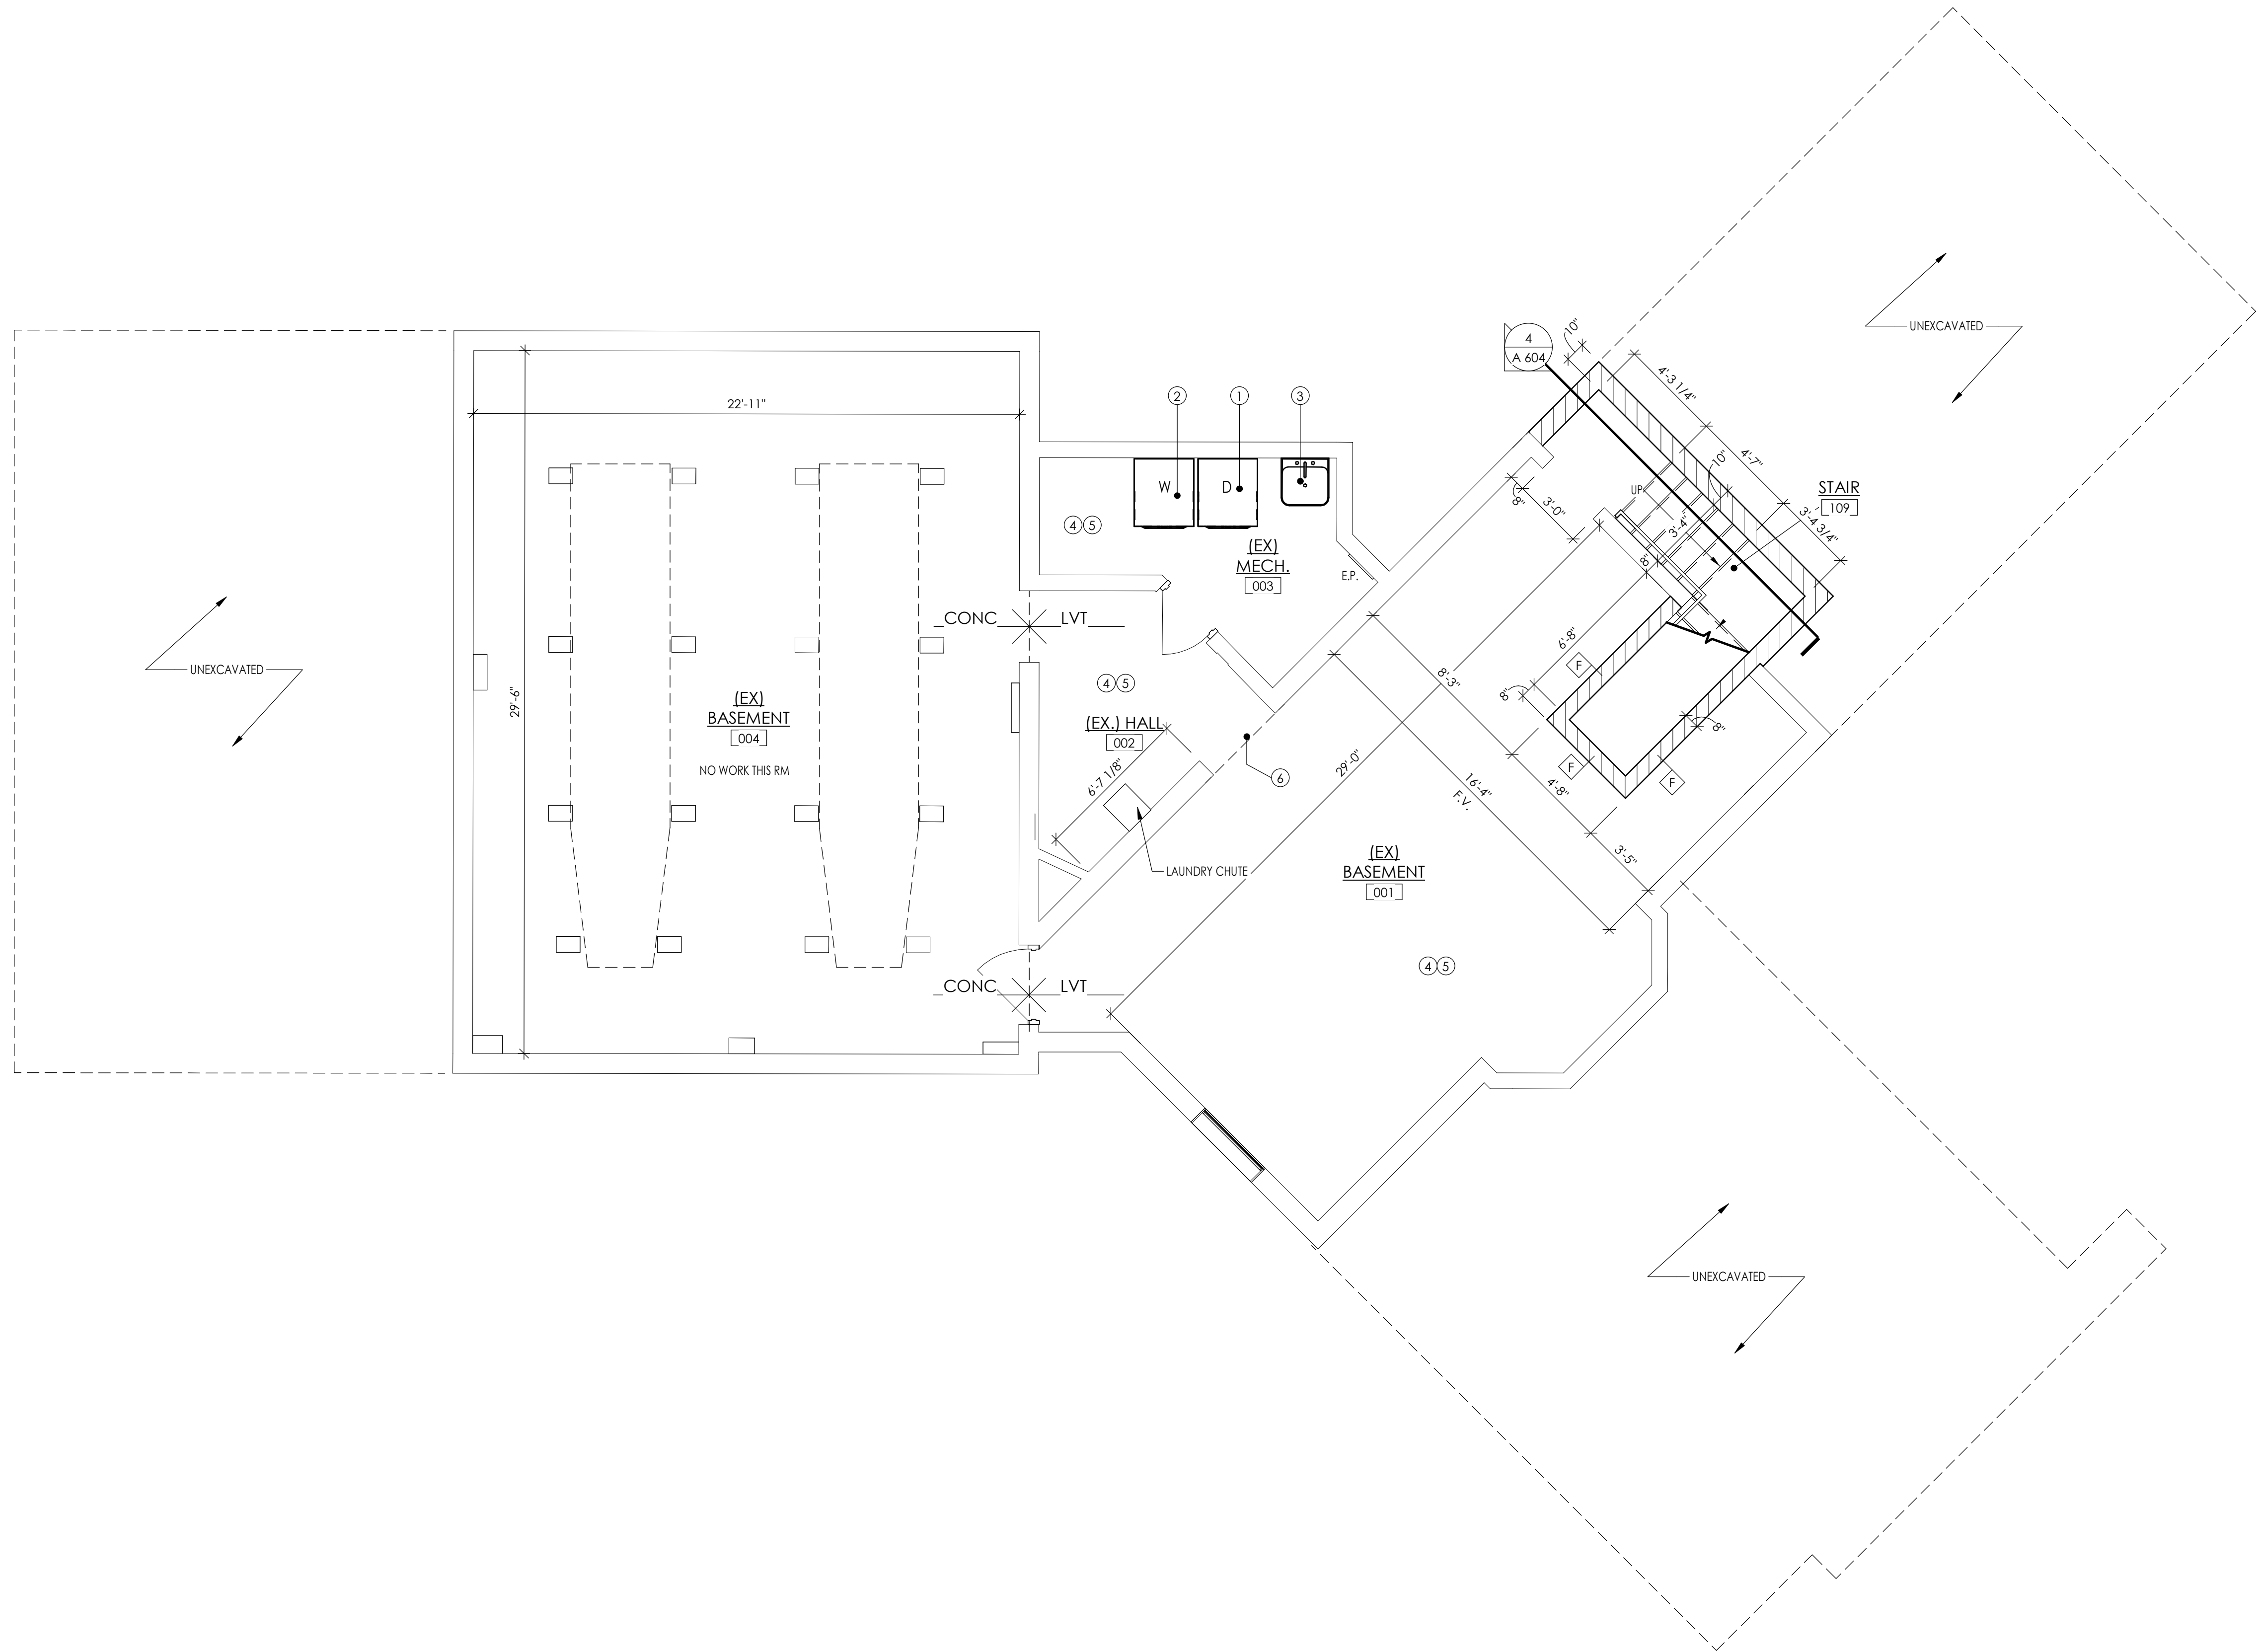 UNEXCAVATED
4
A 604
10"
4'-3 1/4"
4'-7"
10"
STAIR
109
3'-4 3/4"
UP
3'-4"
8"
8"
3'-0"
22'-11"
2
1
3
W
D
4 5
(EX)
MECH.
003
E.P.
CONC
LVT
UNEXCAVATED
29'-6"
(EX)
BASEMENT
004
NO WORK THIS RM
4 5
(EX.) HALL
002
6'-7 1/8"
6
LAUNDRY CHUTE
8'-3"
29'-0"
16'-4"
F.V.
6'-8"
8"
F
F
F
8"
4'-8"
3'-5"
(EX)
BASEMENT
001
4 5
CONC
LVT
UNEXCAVATED